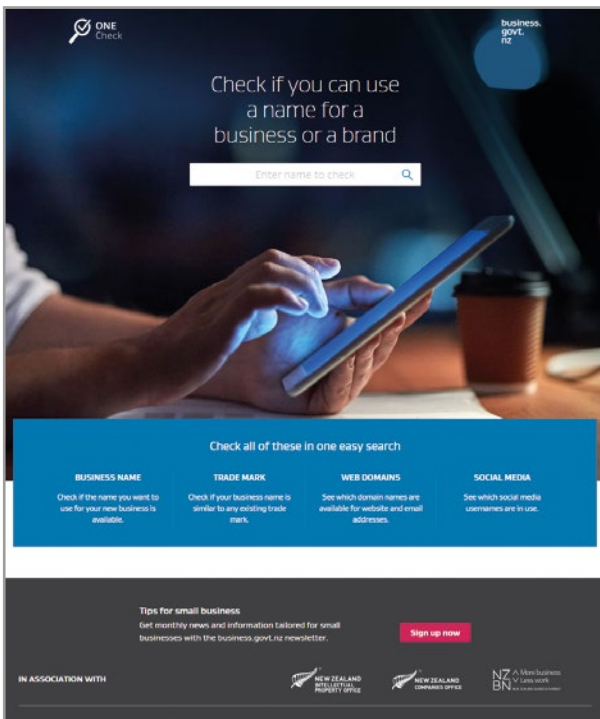 ONE
Check
business.
govt.
nz
Check if you can use
a name for a
business or a brand
Enter name to check
Check all of these in one easy search
BUSINESS NAME
Check if the name you want to
use for your new business is
available.
TRADE MARK
Check if your business name is
similar to any existing trade
mark.
WEB DOMAINS
See which domain names are
available for website and email
addresses.
SOCIAL MEDIA
See which social media
usernames are in use.
Tips for small business
Get monthly news and information tailored for small
businesses with the business.govt.nz newsletter.
Sign up now
IN ASSOCIATION WITH
NEW ZEALAND
INTELLECTUAL
PROPERTY OFFICE
NEW ZEALAND
COMPANIES OFFICE
NZ
BN
More business
Less work